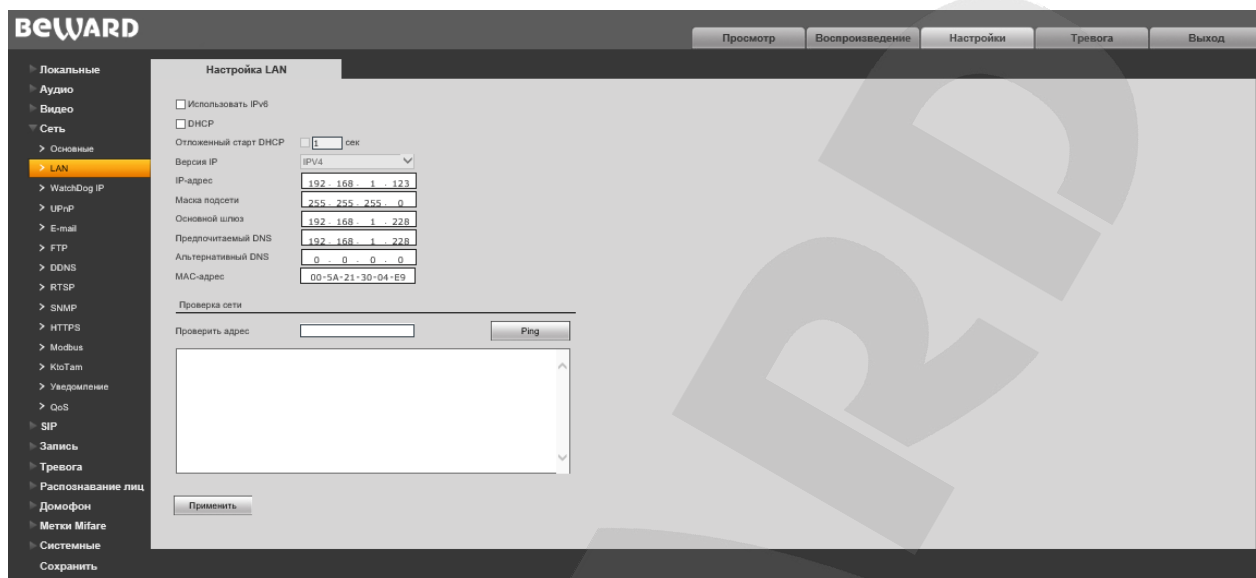 BEWARD
Просмотр Воспроизведение Настройки Тревога Выход
Локальные
Аудио
Видео
Сеть
Основные
LAN
WatchDog IP
UPnP
E-mail
FTP
DDNS
RTSP
SNMP
HTTPS
Modbus
KtoTam
Уведомление
QoS
SIP
Запись
Тревога
Распознавание лиц
Домофон
Метки Mifare
Системные
Сохранить
Настройка LAN
Использовать IPv6
DHCP
Отложенный старт DHCP 1 сек
Версия IP IPV4
IP-адрес 192 . 168 . 1 . 123
Маска подсети 255 . 255 . 255 . 0
Основной шлюз 192 . 168 . 1 . 228
Предпочитаемый DNS 192 . 168 . 1 . 228
Альтернативный DNS 0 . 0 . 0 . 0
MAC-адрес 00-5A-21-30-04-E9
Проверка сети
Проверить адрес Ping
Применить